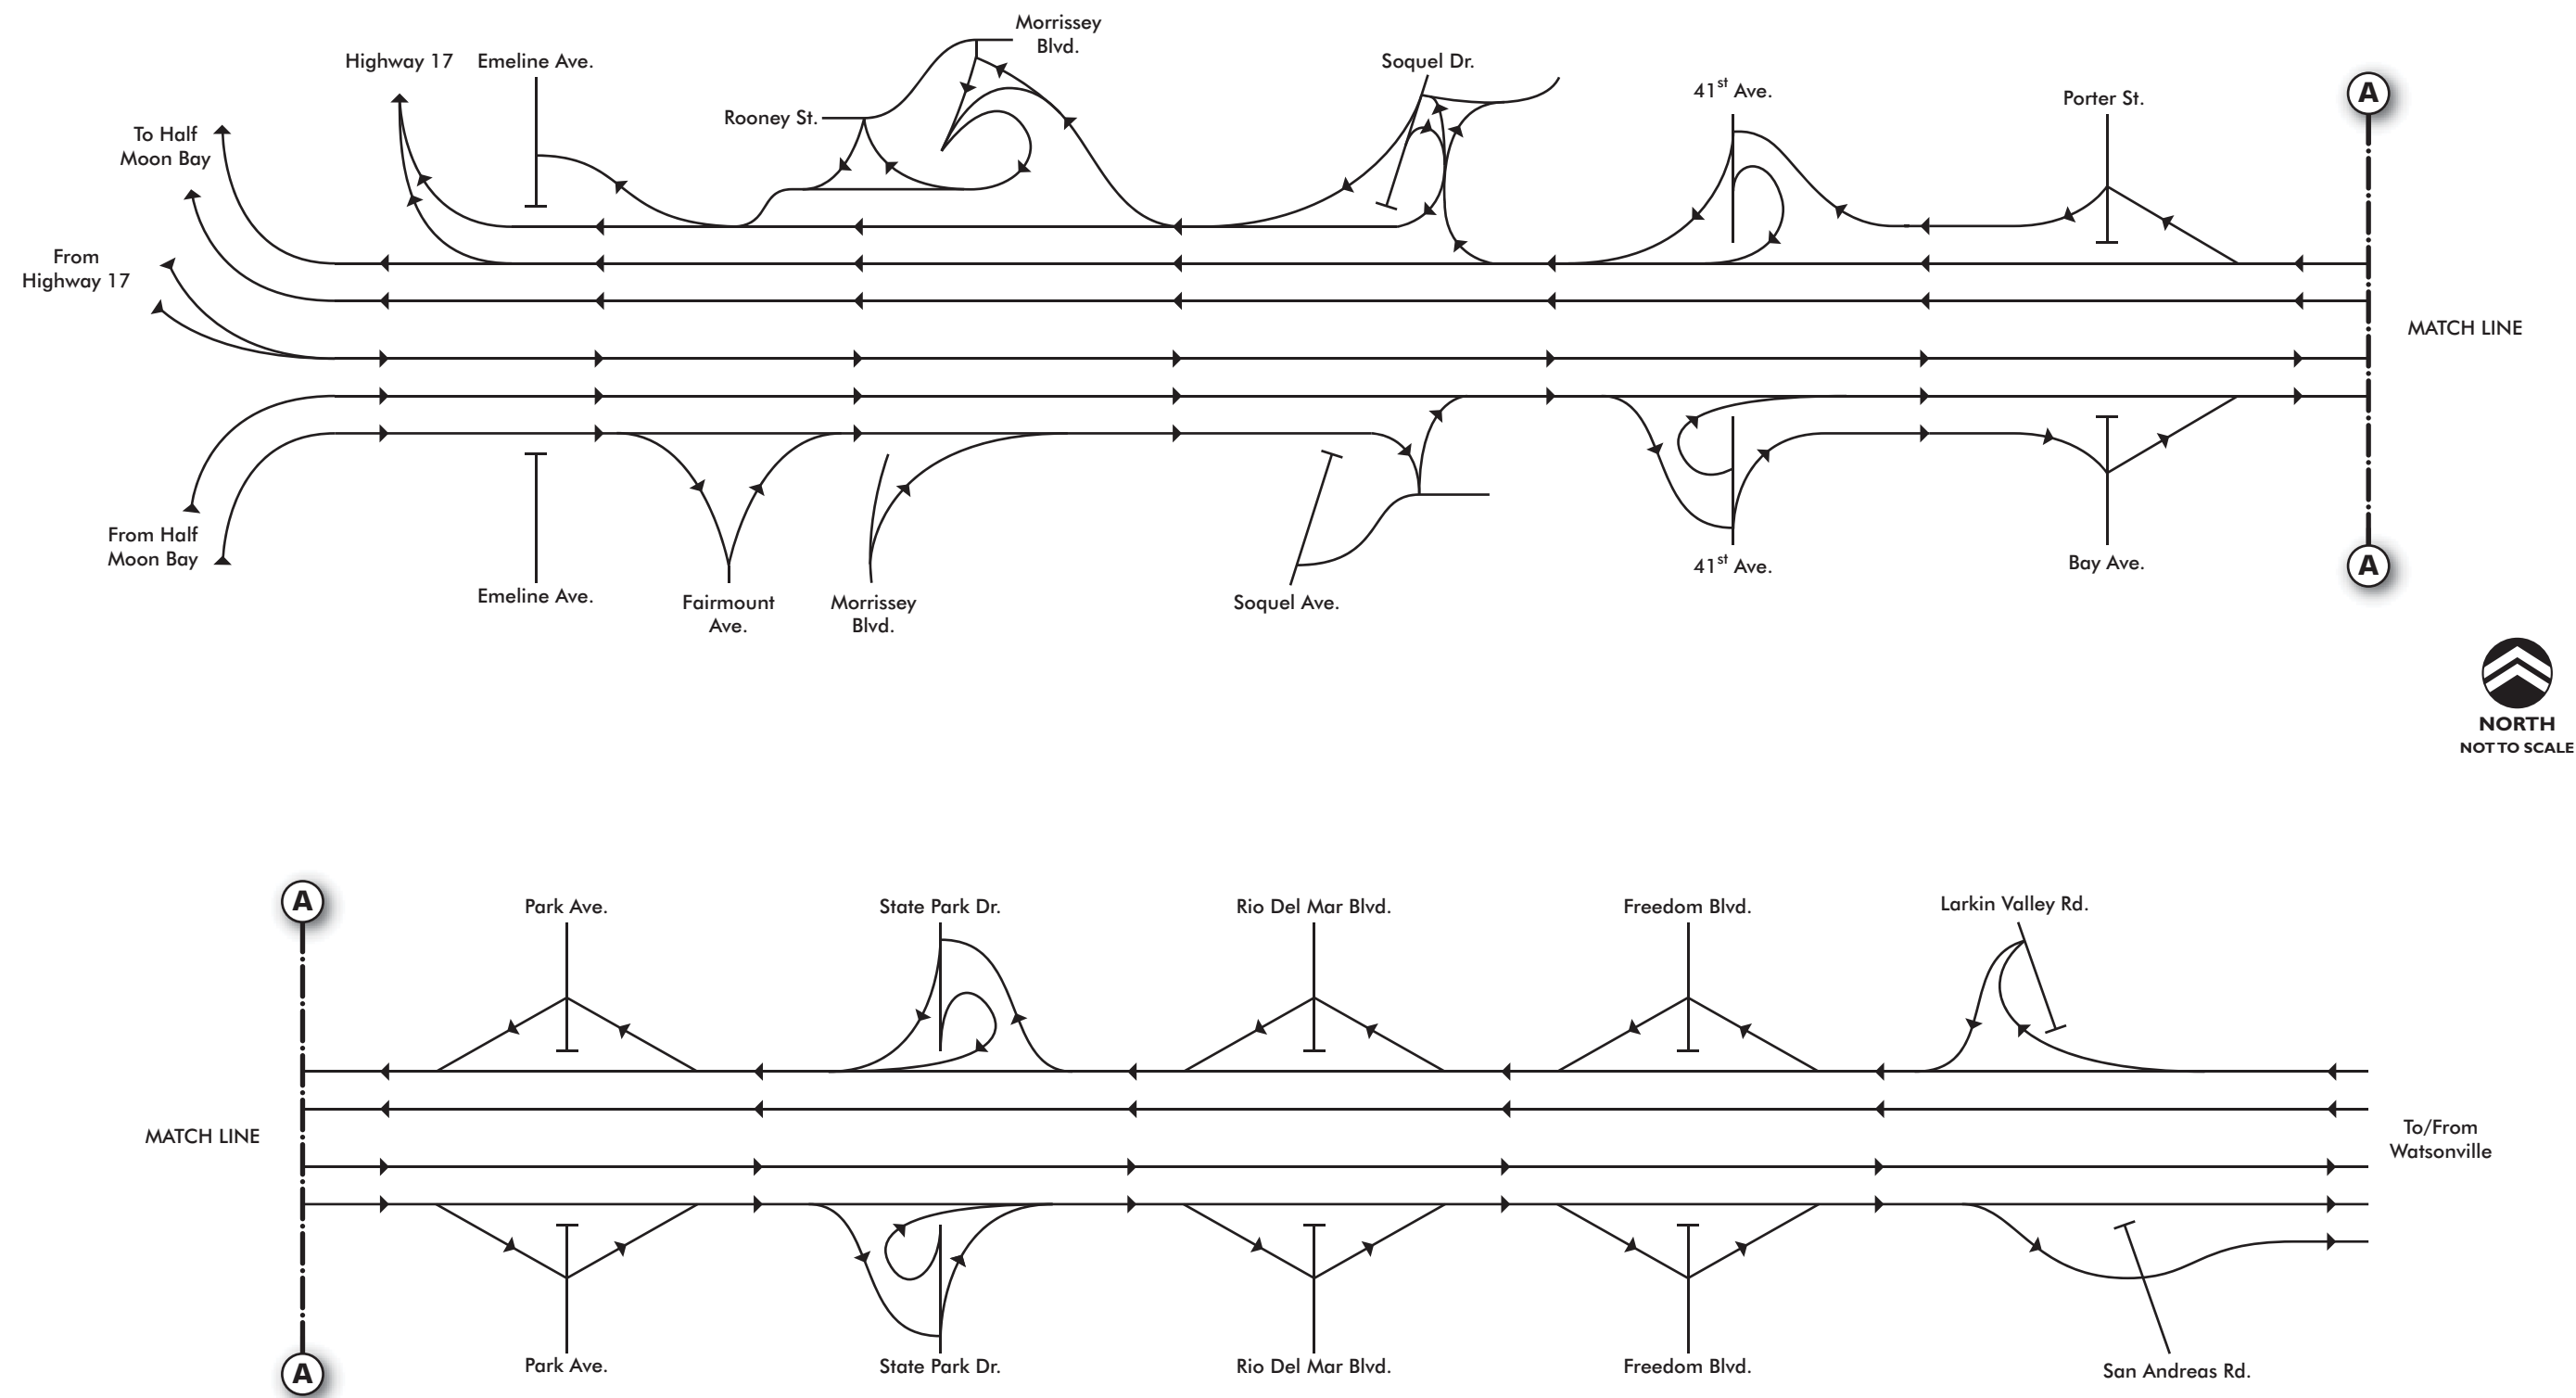 Morrissey
Blvd.
Highway 17
Emeline Ave.
Soquel Dr.
41st Ave.
Porter St.
A
Rooney St.
To Half
Moon Bay
From
Highway 17
MATCH LINE
From Half
Moon Bay
Emeline Ave.
Fairmount
Ave.
Morrissey
Blvd.
Soquel Ave.
41st Ave.
Bay Ave.
A
NORTH
NOT TO SCALE
A
Park Ave.
State Park Dr.
Rio Del Mar Blvd.
Freedom Blvd.
Larkin Valley Rd.
MATCH LINE
To/From
Watsonville
A
Park Ave.
State Park Dr.
Rio Del Mar Blvd.
Freedom Blvd.
San Andreas Rd.